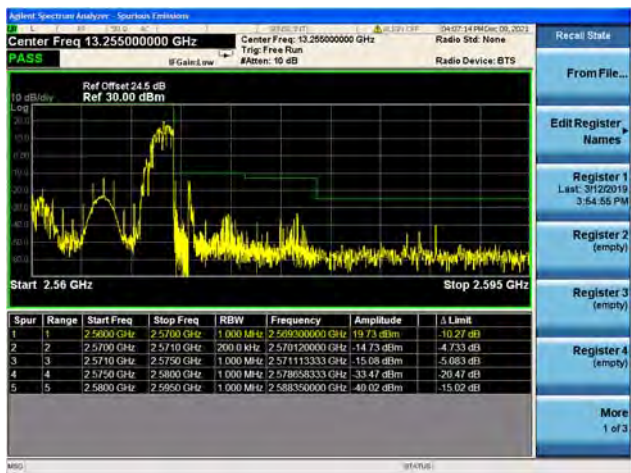 Agilent Spectrum Analyzer - Spurious Emissions
Center Freq 13.255000000 GHz
PASS
IFGain:Low
Center Freq: 13.255000000 GHz
Trig: Free Run
#Atten: 10 dB
04:07:14 PM Dec 09, 2021
Radio Std: None
Radio Device: BTS
Ref Offset 24.5 dB
10 dB/div Ref 30.00 dBm
Log
Start 2.56 GHz Stop 2.595 GHz
Spur Range Start Freq Stop Freq RBW Frequency Amplitude Δ Limit
1 1 2.5600 GHz 2.5700 GHz 1.000 MHz 2.569300000 GHz 19.73 dBm -10.27 dB
2 2 2.5700 GHz 2.5710 GHz 200.0 kHz 2.570120000 GHz -14.73 dBm -4.733 dB
3 3 2.5710 GHz 2.5750 GHz 1.000 MHz 2.571113333 GHz -15.08 dBm -5.083 dB
4 4 2.5750 GHz 2.5800 GHz 1.000 MHz 2.578658333 GHz -33.47 dBm -20.47 dB
5 5 2.5800 GHz 2.5950 GHz 1.000 MHz 2.588350000 GHz -40.02 dBm -15.02 dB
MSG
STATUS
Recall State
From File...
Edit Register
Names
Register 1
Last: 3/12/2019
3:54:55 PM
Register 2
(empty)
Register 3
(empty)
Register 4
(empty)
More
1 of 3